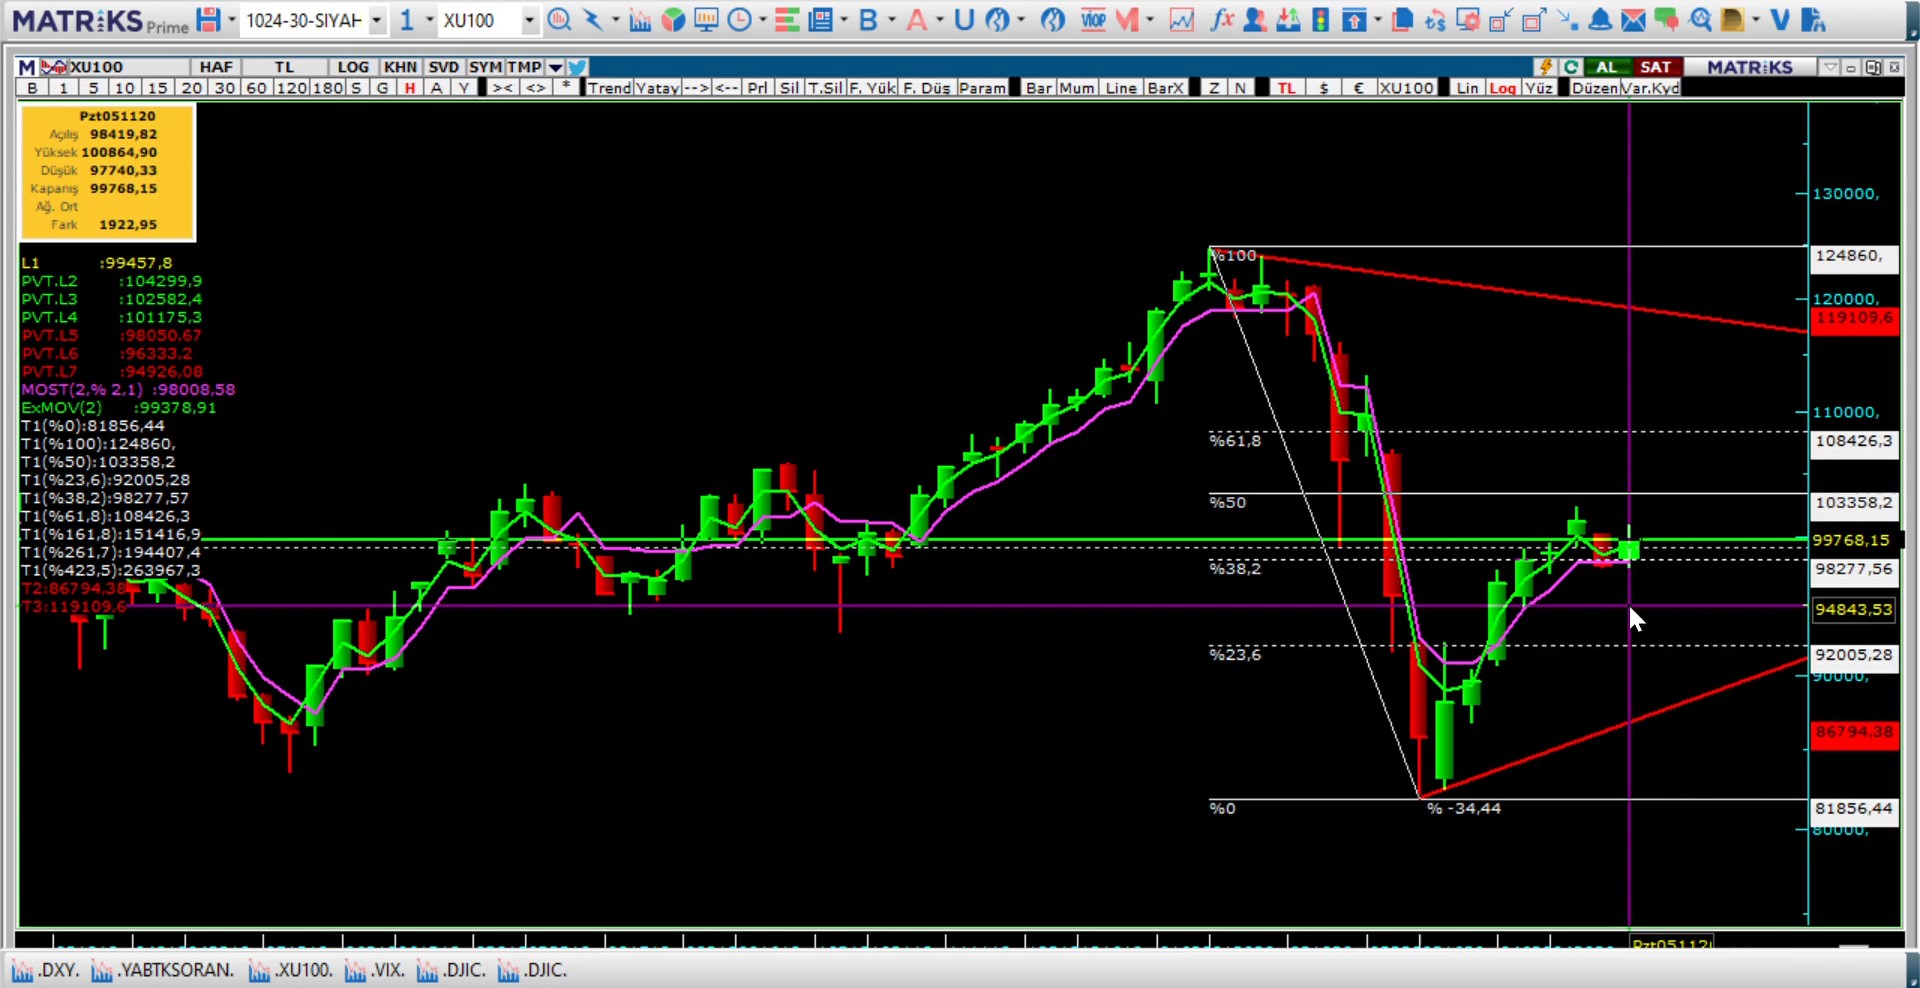 MATRIKS Prime 1024-30-SIYAH 1 XU100 B A U VİOP M fx V
M XU100 HAF TL LOG KHN SVD SYM TMP C AL SAT MATRIKS
B 1 5 10 15 20 30 60 120 180 S G H A Y >< <> * Trend Yatay --> <-- Prl Sil T.Sil F. Yük F. Düş Param Bar Mum Line BarX Z N TL $ € XU100 Lin Log Yüz Düzen Var.Kyd
Pzt051120
Açılış 98419,82
Yüksek 100864,90
Düşük 97740,33
Kapanış 99768,15
Ağ. Ort
Fark 1922,95
L1 :99457,8
PVT.L2 :104299,9
PVT.L3 :102582,4
PVT.L4 :101175,3
PVT.L5 :98050,67
PVT.L6 :96333,2
PVT.L7 :94926,08
MOST(2,% 2,1) :98008,58
ExMOV(2) :99378,91
T1(%0):81856,44
T1(%100):124860,
T1(%50):103358,2
T1(%23,6):92005,28
T1(%38,2):98277,57
T1(%61,8):108426,3
T1(%161,8):151416,9
T1(%261,7):194407,4
T1(%423,5):263967,3
T2:86794,38
T3:119109,6
%100
%61,8
%50
%38,2
%23,6
%0
% -34,44
130000,
124860,
120000,
119109,6
110000,
108426,3
103358,2
99768,15
98277,56
94843,53
92005,28
90000,
86794,38
81856,44
80000,
.DXY. .YABTKSORAN. .XU100. .VIX. .DJIC. .DJIC.